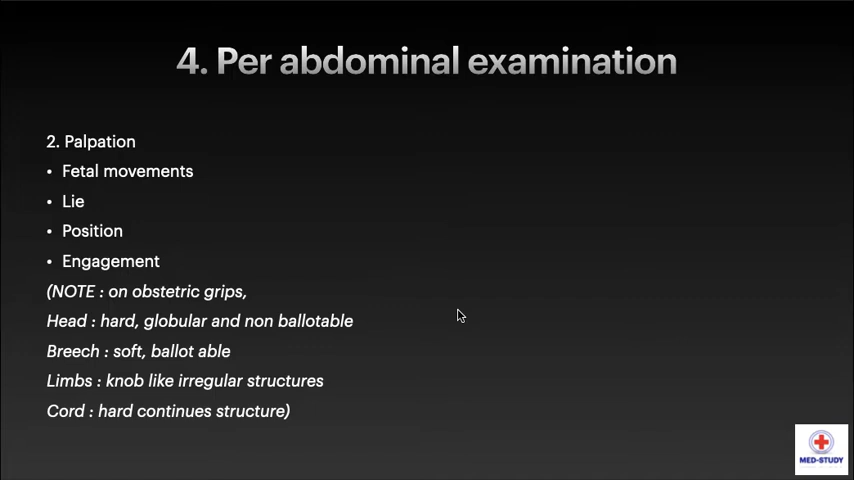 4. Per abdominal examination
2. Palpation
• Fetal movements
• Lie
• Position
• Engagement
(NOTE : on obstetric grips,
Head : hard, globular and non ballotable
Breech : soft, ballot able
Limbs : knob like irregular structures
Cord : hard continues structure)
MED-STUDY